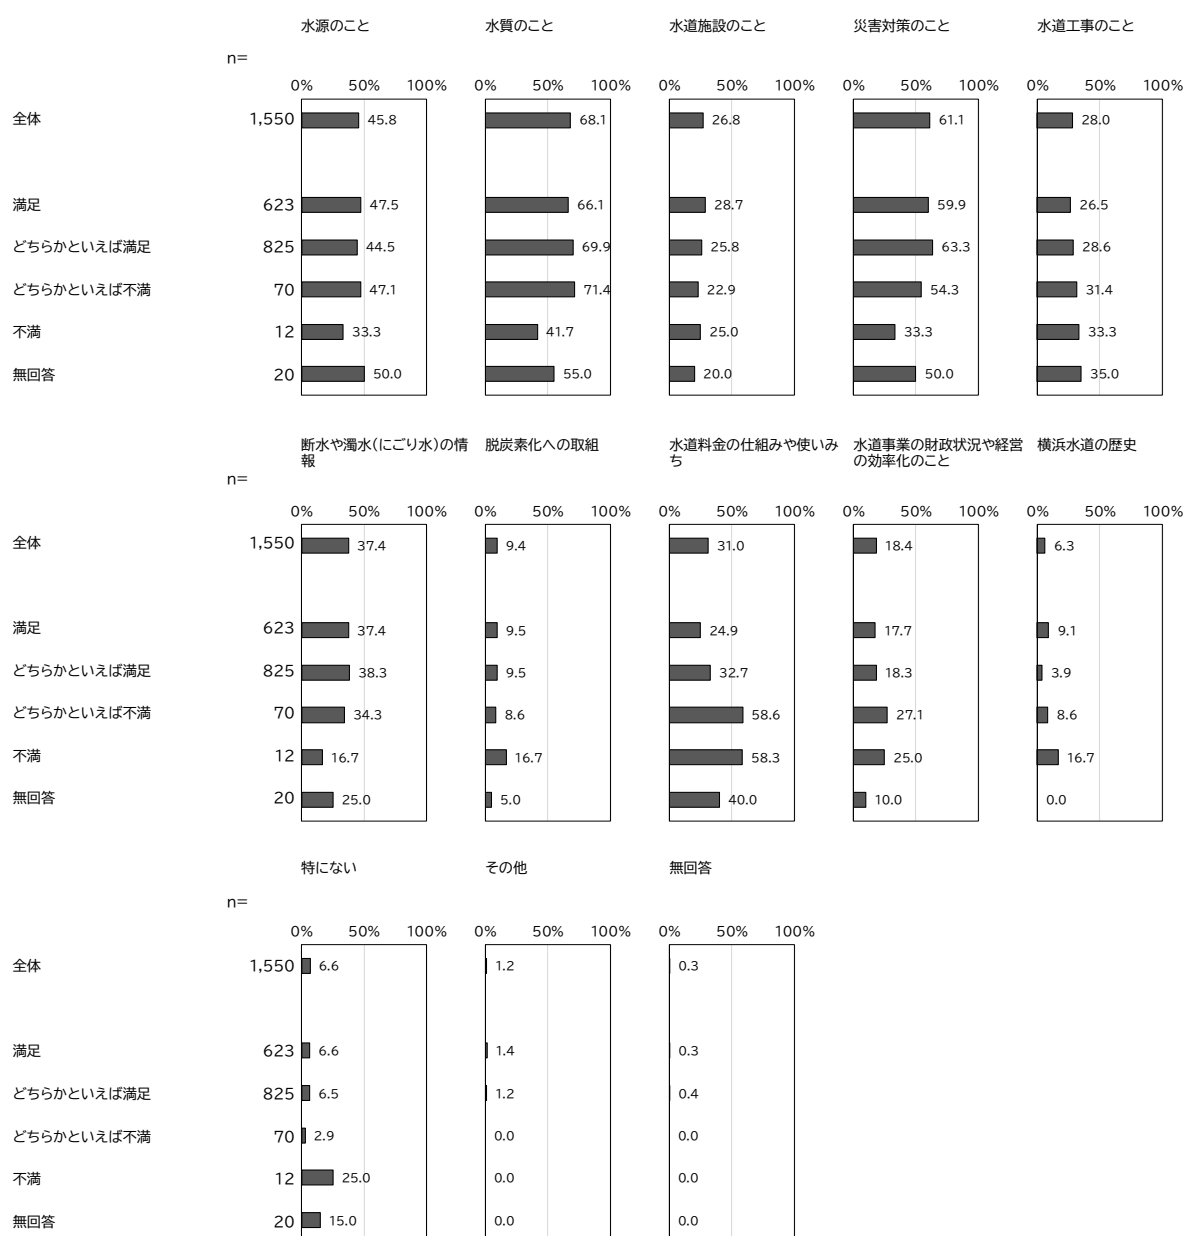 水源のこと 水質のこと 水道施設のこと 災害対策のこと 水道工事のこと
n=
0% 50% 100% 0% 50% 100% 0% 50% 100% 0% 50% 100% 0% 50% 100%
全体 1,550 45.8 68.1 26.8 61.1 28.0
満足 623 47.5 66.1 28.7 59.9 26.5
どちらかといえば満足 825 44.5 69.9 25.8 63.3 28.6
どちらかといえば不満 70 47.1 71.4 22.9 54.3 31.4
不満 12 33.3 41.7 25.0 33.3 33.3
無回答 20 50.0 55.0 20.0 50.0 35.0
断水や濁水(にごり水)の情 脱炭素化への取組 水道料金の仕組みや使いみ 水道事業の財政状況や経営 横浜水道の歴史
報 ち の効率化のこと
n=
0% 50% 100% 0% 50% 100% 0% 50% 100% 0% 50% 100% 0% 50% 100%
全体 1,550 37.4 9.4 31.0 18.4 6.3
満足 623 37.4 9.5 24.9 17.7 9.1
どちらかといえば満足 825 38.3 9.5 32.7 18.3 3.9
どちらかといえば不満 70 34.3 8.6 58.6 27.1 8.6
不満 12 16.7 16.7 58.3 25.0 16.7
無回答 20 25.0 5.0 40.0 10.0 0.0
特にない その他 無回答
n=
0% 50% 100% 0% 50% 100% 0% 50% 100%
全体 1,550 6.6 1.2 0.3
満足 623 6.6 1.4 0.3
どちらかといえば満足 825 6.5 1.2 0.4
どちらかといえば不満 70 2.9 0.0 0.0
不満 12 25.0 0.0 0.0
無回答 20 15.0 0.0 0.0